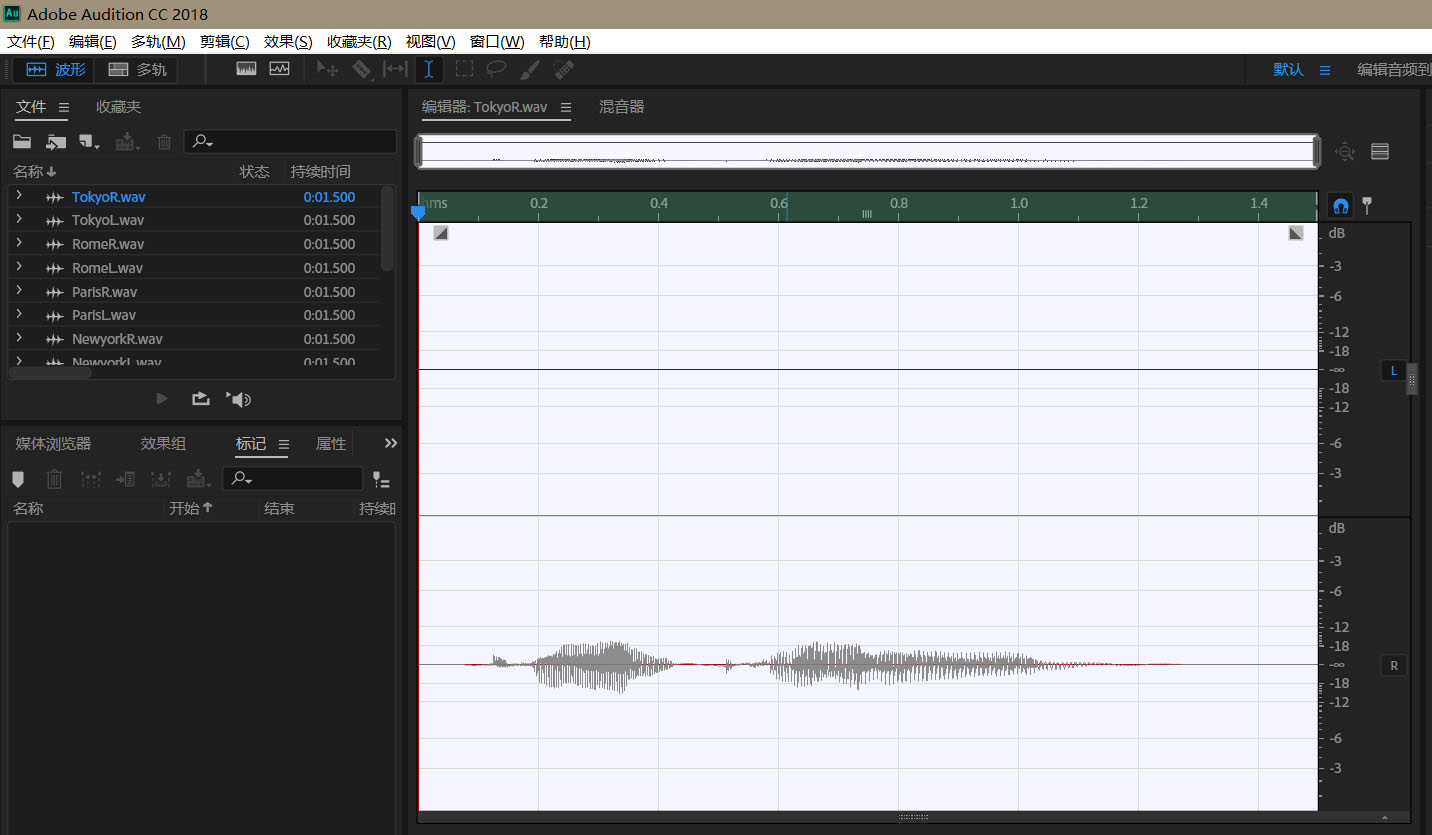 Au Adobe Audition CC 2018
文件(F) 编辑(E) 多轨(M) 剪辑(C) 效果(S) 收藏夹(R) 视图(V) 窗口(W) 帮助(H)
波形 多轨 默认 编辑音频到
文件 收藏夹
名称 状态 持续时间
TokyoR.wav 0:01.500
TokyoL.wav 0:01.500
RomeR.wav 0:01.500
RomeL.wav 0:01.500
ParisR.wav 0:01.500
ParisL.wav 0:01.500
NewyorkR.wav 0:01.500
NewyorkL.wav 0:01.500
媒体浏览器 效果组 标记 属性
名称 开始 结束 持续时
编辑器: TokyoR.wav 混音器
hms 0.2 0.4 0.6 0.8 1.0 1.2 1.4
dB
-3
-6
-12
-18
-∞ L
-18
-12
-6
-3
dB
-3
-6
-12
-18
-∞ R
-18
-12
-6
-3